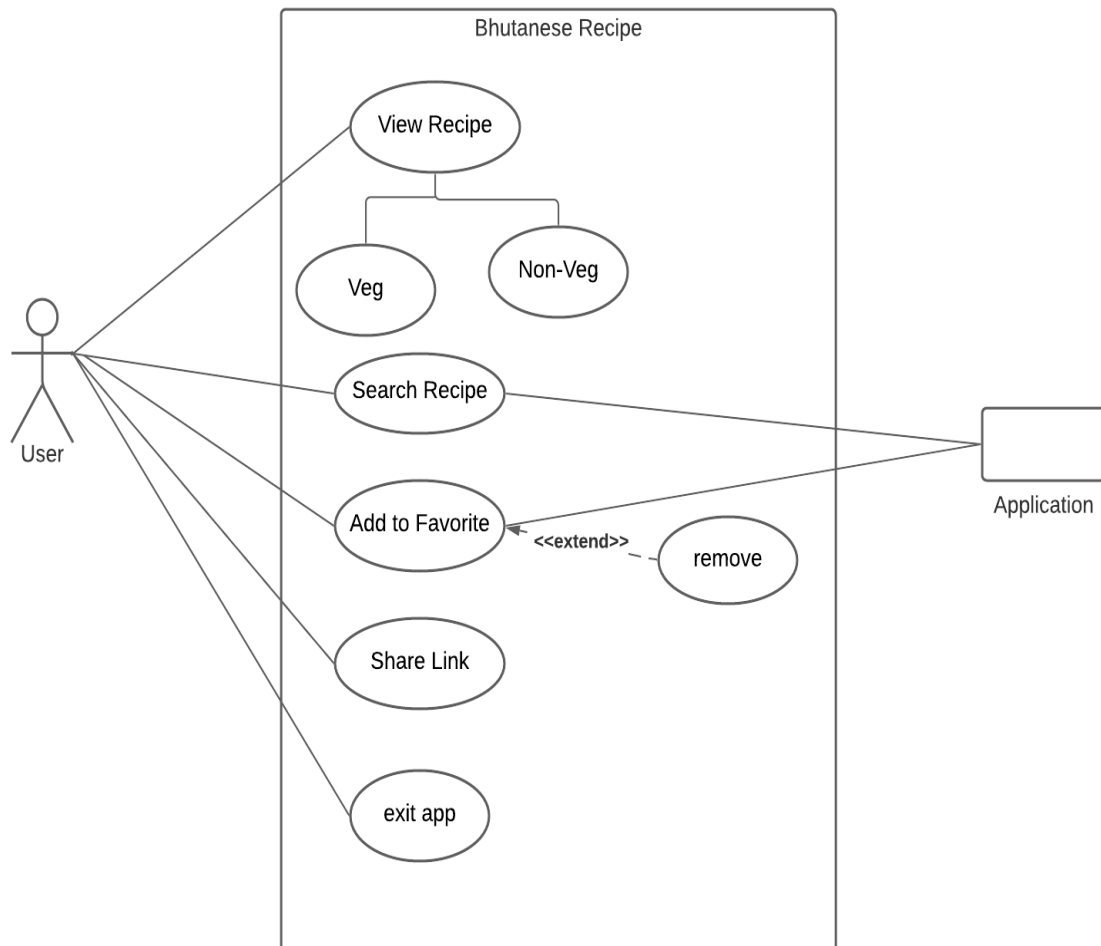 Bhutanese Recipe
View Recipe
Veg
Non-Veg
Search Recipe
User
Add to Favorite
<<extend>>
remove
Application
Share Link
exit app